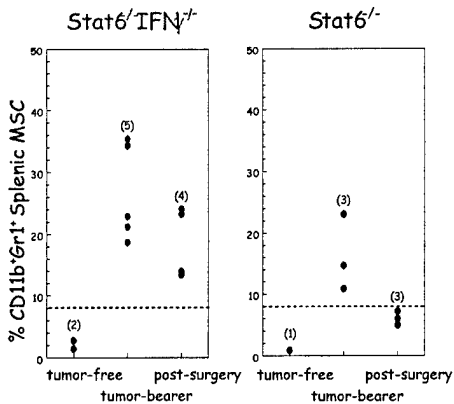 Stat6/IFNγ-/- Stat6/-
% CD11b+Gr1+ Splenic MSC
50 50
40 40
30 30
20 20
10 10
0 0
(2) (5) (4) (1) (3) (3)
tumor-free post-surgery tumor-free post-surgery
tumor-bearer tumor-bearer